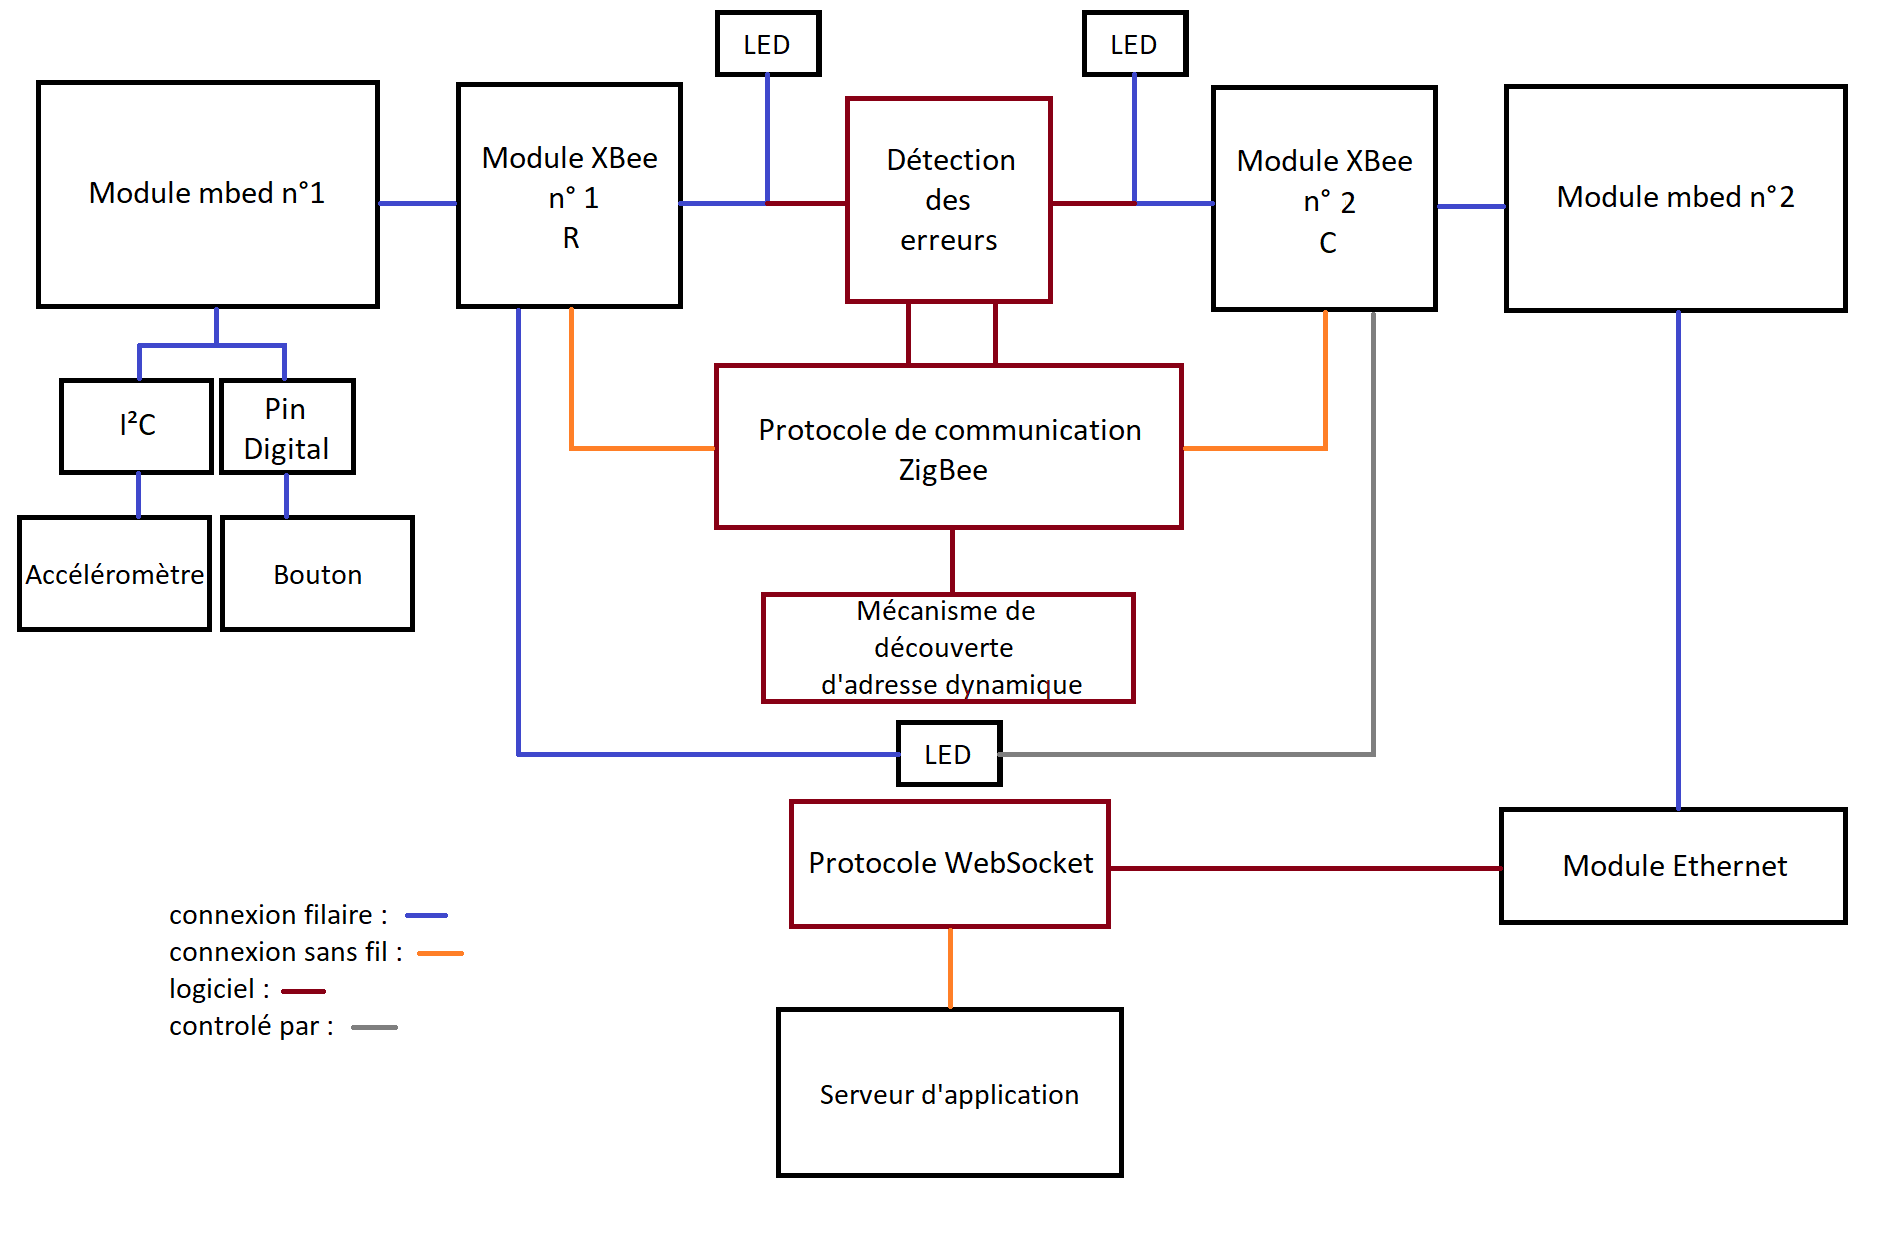 LED
LED
Module mbed n°1
Module XBee
n° 1
R
Détection
des
erreurs
Module XBee
n° 2
C
Module mbed n°2
I²C
Pin
Digital
Accéléromètre
Bouton
Protocole de communication
ZigBee
Mécanisme de
découverte
d'adresse dynamique
LED
Protocole WebSocket
Module Ethernet
connexion filaire :
connexion sans fil :
logiciel :
controlé par :
Serveur d'application